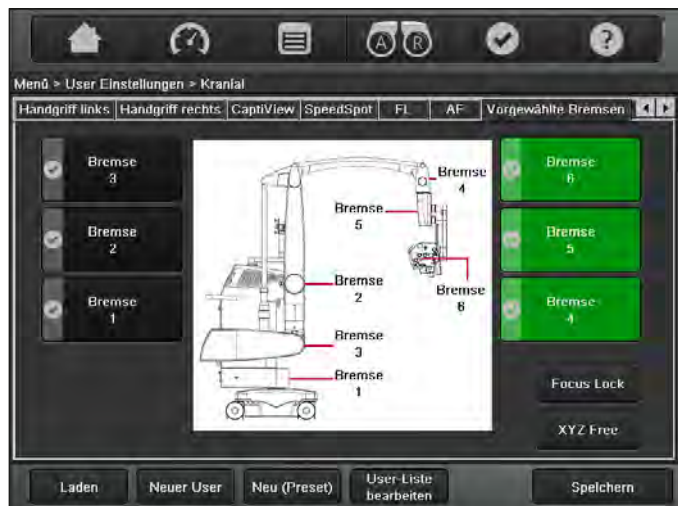 A R ?
Menü > User Einstellungen > Kranial
Handgriff links Handgriff rechts CaptiView SpeedSpot FL AF Vorgewählte Bremsen
Bremse
3
Bremse
2
Bremse
1
Bremse
4
Bremse
5
Bremse
2
Bremse
6
Bremse
3
Bremse
1
Bremse
6
Bremse
5
Bremse
4
Focus Lock
XYZ Free
Laden
Neuer User
Neu (Preset)
User-Liste
bearbeiten
Speichern